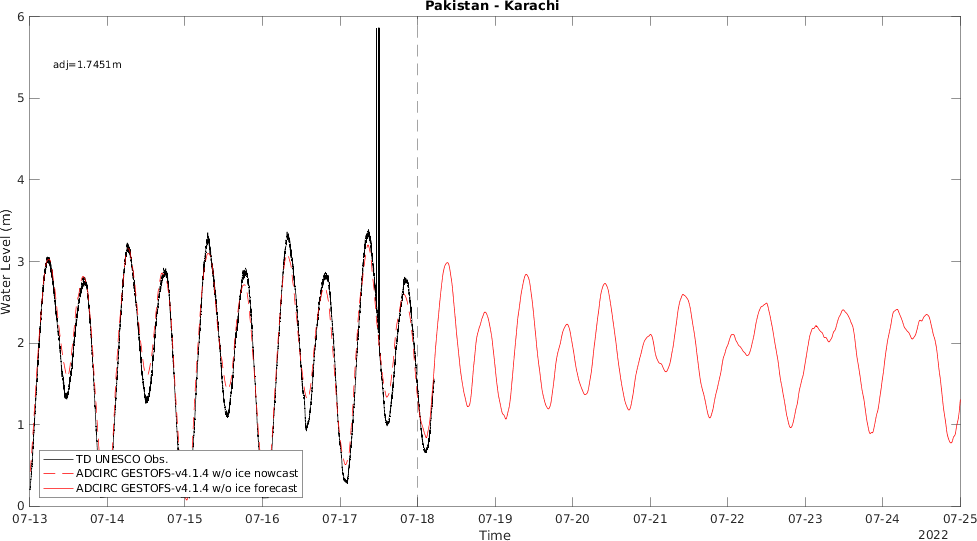 Pakistan - Karachi
6
adj=1.7451m
5
4
3
2
1
0
Water Level (m)
TD UNESCO Obs.
ADCIRC GESTOFS-v4.1.4 w/o ice nowcast
ADCIRC GESTOFS-v4.1.4 w/o ice forecast
07-13 07-14 07-15 07-16 07-17 07-18 07-19 07-20 07-21 07-22 07-23 07-24 07-25
Time
2022